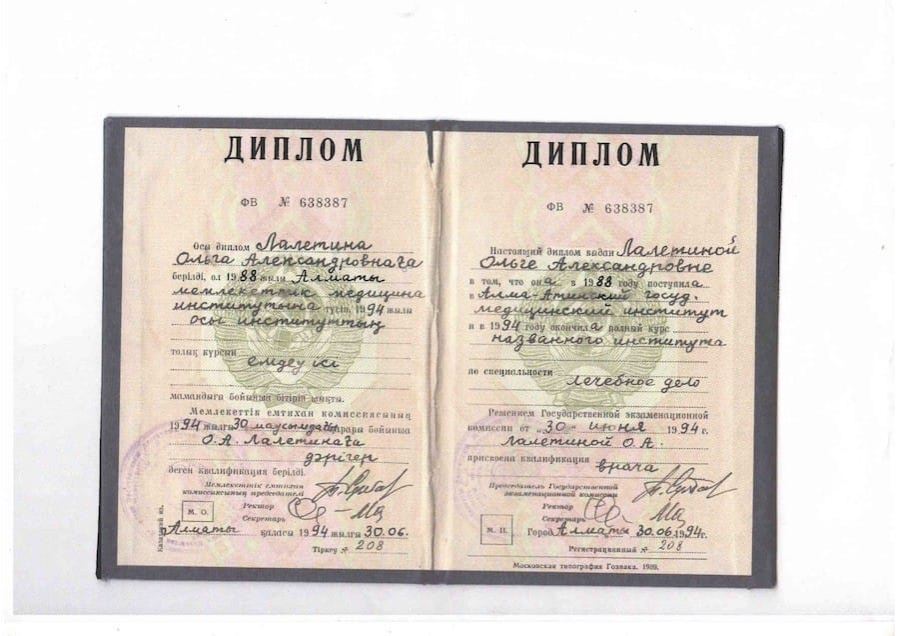 ДИПЛОМ
ФВ № 638387
Осы диплом Лалетина
Ольга Александровнаға
берілді, ол 1988 жылы Алматы
мемлекеттік медицина
институтына түсіп, 1994 жылы
осы институттың
толық курсын
емдеу ісі
мамандығы бойынша бітіріп шықты.
Мемлекеттік емтихан комиссиясының
1994 жылғы 30 маусымдағы қарары бойынша
О.А. Лалетинаға
дәрігер
деген квалификация берілді.
Мемлекеттік емтихан
комиссиясының председателі
Ректор
Секретарь
М. О.
Алматы қаласы 1994 жылғы 30.06.
Тіркеу № 208
Казахский яз.
ДИПЛОМ
ФВ № 638387
Настоящий диплом выдан Лалетиной
Ольге Александровне
в том, что она в 1988 году поступила
в Алма-Атинский госуд.
медицинский институт
и в 1994 году окончила полный курс
названного института
по специальности
лечебное дело
Решением Государственной экзаменационной
комиссии от „30“ июня 1994 г.
Лалетиной О.А.
присвоена квалификация
врача
Председатель Государственной
экзаменационной комиссии
Ректор
Секретарь
М. П.
Город Алматы 30.06.1994г.
Регистрационный № 208
Московская типография Гознака. 1989.